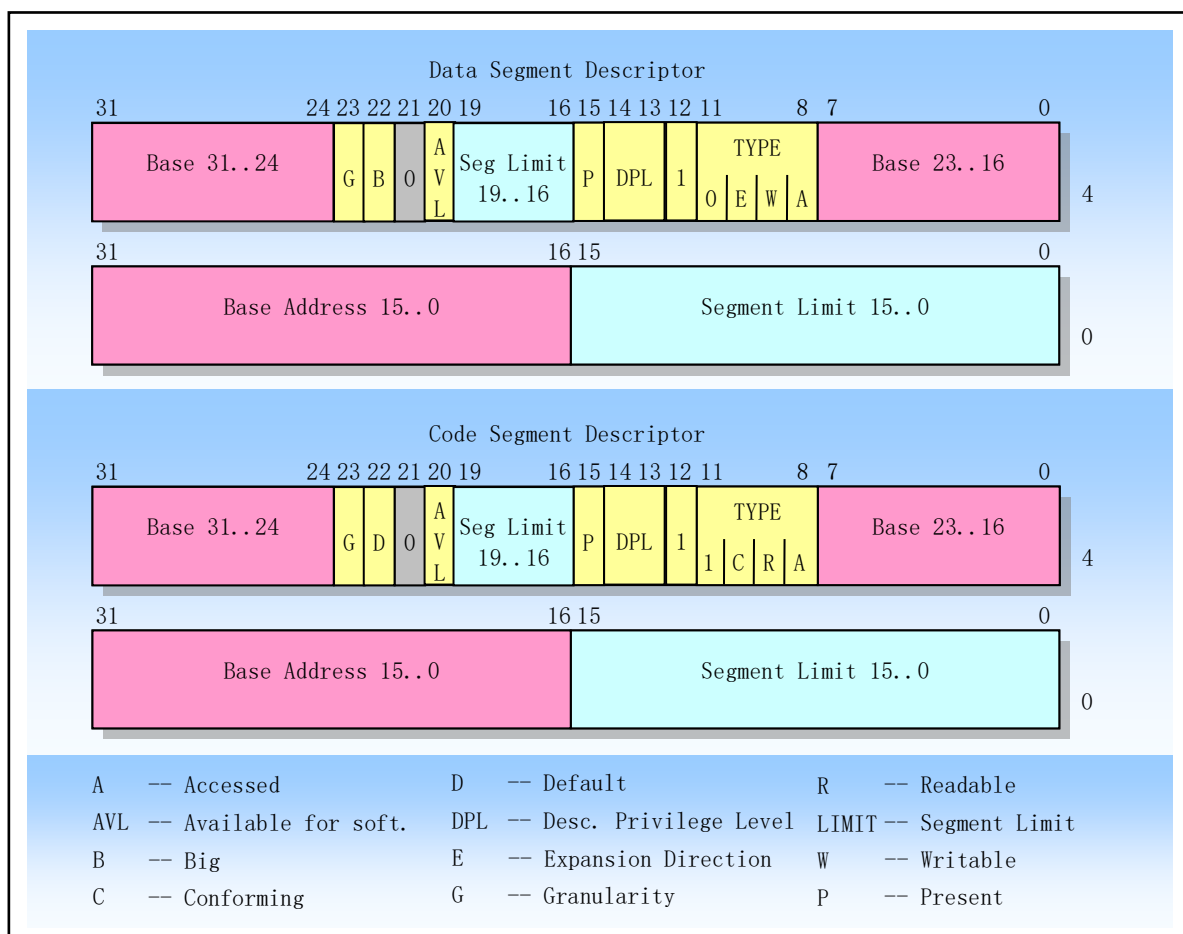 Data Segment Descriptor
31 24 23 22 21 20 19 16 15 14 13 12 11 8 7 0
Base 31..24 G B 0 AVL Seg Limit 19..16 P DPL 1 TYPE 0 E W A Base 23..16 4
31 16 15 0
Base Address 15..0 Segment Limit 15..0 0
Code Segment Descriptor
31 24 23 22 21 20 19 16 15 14 13 12 11 8 7 0
Base 31..24 G D 0 AVL Seg Limit 19..16 P DPL 1 TYPE 1 C R A Base 23..16 4
31 16 15 0
Base Address 15..0 Segment Limit 15..0 0
A -- Accessed D -- Default R -- Readable
AVL -- Available for soft. DPL -- Desc. Privilege Level LIMIT -- Segment Limit
B -- Big E -- Expansion Direction W -- Writable
C -- Conforming G -- Granularity P -- Present